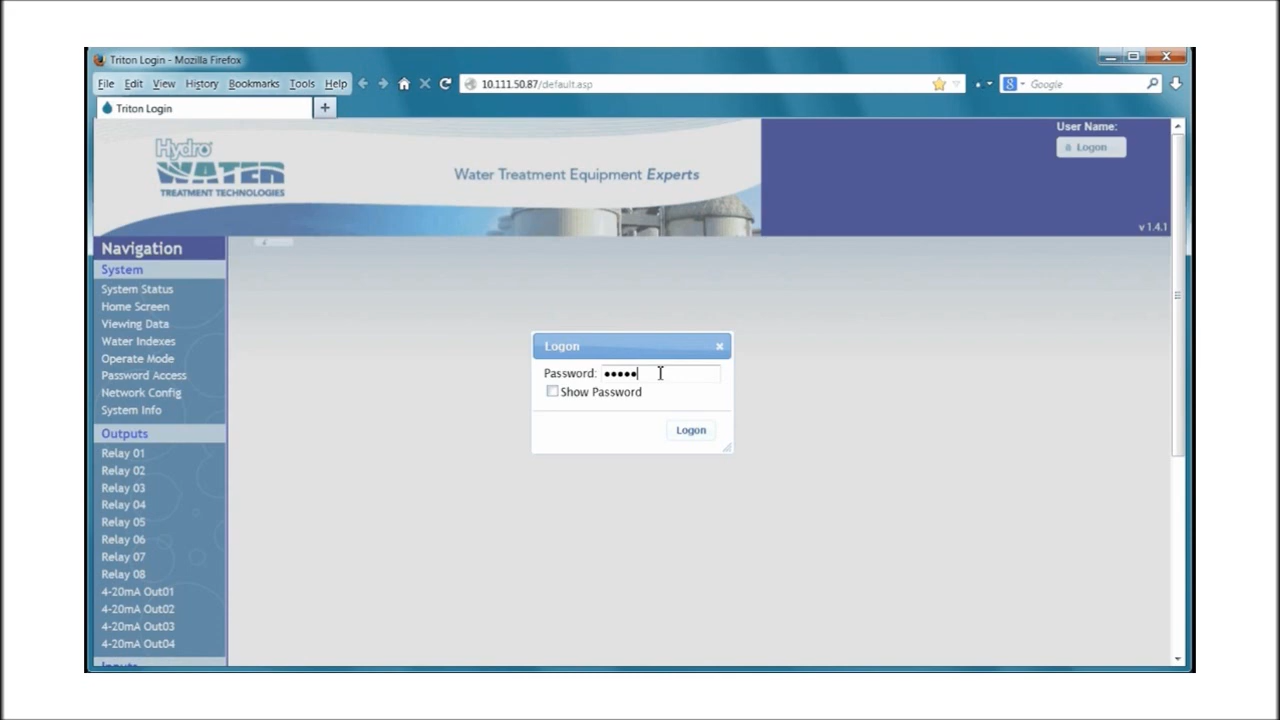 Triton Login - Mozilla Firefox
File Edit View History Bookmarks Tools Help
10.111.50.87/default.asp
Google
Triton Login
+
Hydro
WATER
TREATMENT TECHNOLOGIES
Water Treatment Equipment Experts
User Name:
Logon
v 1.4.1
Navigation
System
System Status
Home Screen
Viewing Data
Water Indexes
Operate Mode
Password Access
Network Config
System Info
Outputs
Relay 01
Relay 02
Relay 03
Relay 04
Relay 05
Relay 06
Relay 07
Relay 08
4-20mA Out01
4-20mA Out02
4-20mA Out03
4-20mA Out04
Inputs
Logon
Password: •••••
Show Password
Logon